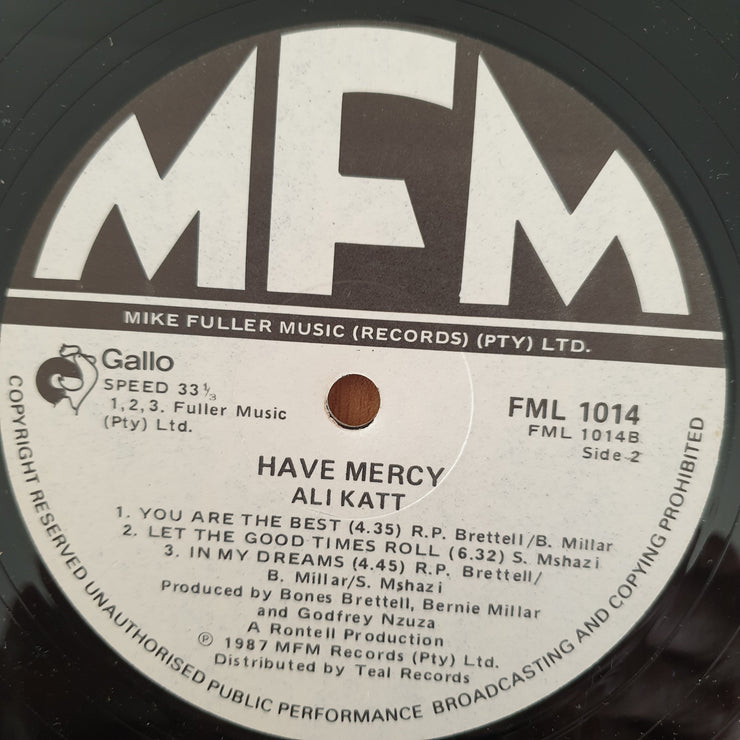 MFM
MIKE FULLER MUSIC (RECORDS) (PTY) LTD.
Gallo
SPEED 33⅓
1,2,3. Fuller Music
(Pty) Ltd.
FML 1014
FML 1014B
Side 2
HAVE MERCY
ALI KATT
1. YOU ARE THE BEST (4.35) R.P. Brettell/B. Millar
2. LET THE GOOD TIMES ROLL (6.32) S. Mshazi
3. IN MY DREAMS (4.45) R.P. Brettell/
B. Millar/S. Mshazi
Produced by Bones Brettell, Bernie Millar
and Godfrey Nzuza
A Rontell Production
℗ 1987 MFM Records (Pty) Ltd.
Distributed by Teal Records
COPYRIGHT RESERVED UNAUTHORISED PUBLIC PERFORMANCE BROADCASTING AND COPYING PROHIBITED